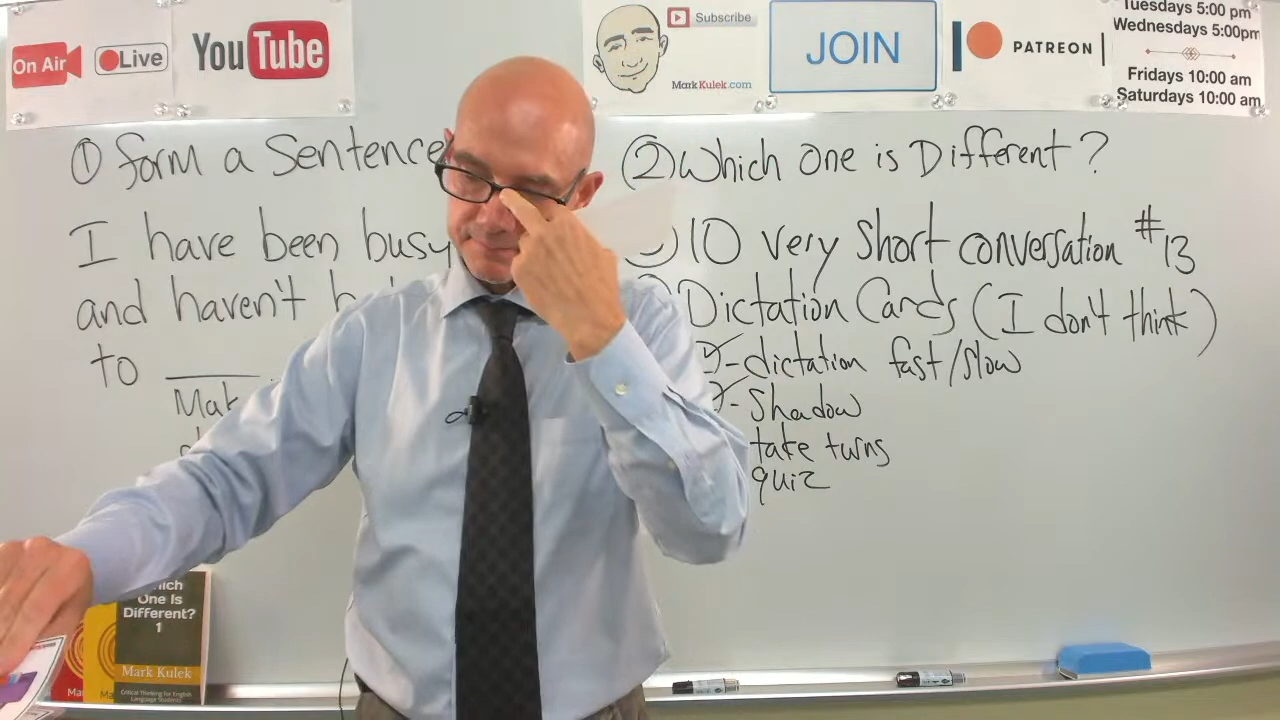 On Air
Live
YouTube
Subscribe
MarkKulek.com
JOIN
PATREON
Tuesdays 5:00 pm
Wednesdays 5:00pm
Fridays 10:00 am
Saturdays 10:00 am
① form a Sentence
I have been busy
and haven't
to
② Which One is Different?
10 very Short conversation #13
Dictation Cards (I don't think)
- dictation fast/slow
- Shadow
take turns
quiz
One Is
Different?
1
Mark Kulek
Critical Thinking for English
Language Students